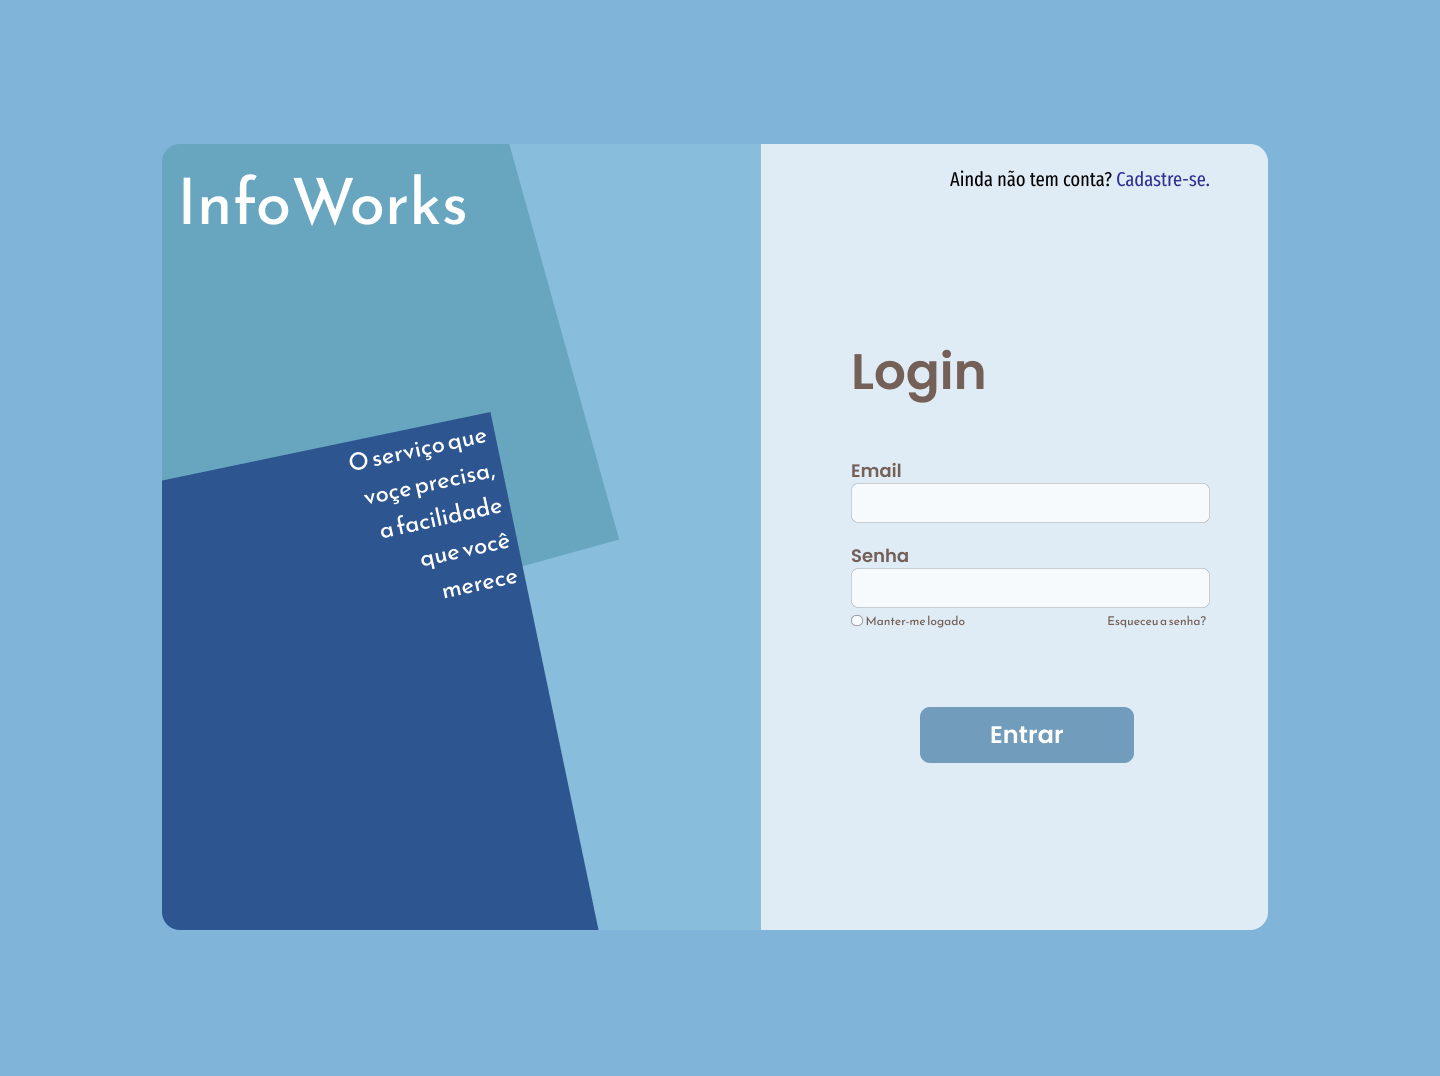 InfoWorks
O serviço que
voçe precisa,
a facilidade
que você
merece
Ainda não tem conta? Cadastre-se.
Login
Email
Senha
Manter-me logado
Esqueceu a senha?
Entrar